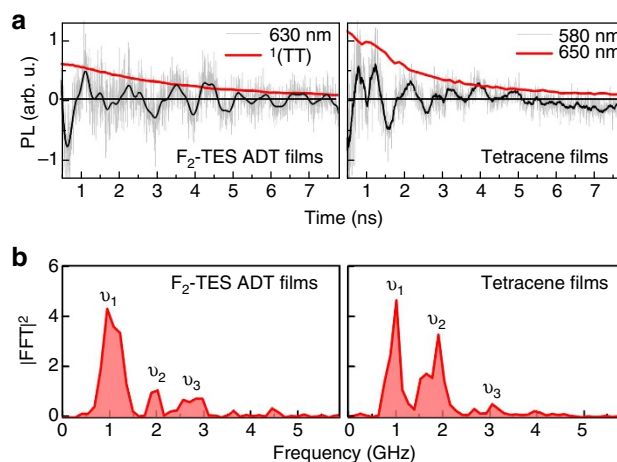 a
630 nm
¹(TT)
580 nm
650 nm
PL (arb. u.)
1
0
−1
F₂-TES ADT films
Tetracene films
1 2 3 4 5 6 7
1 2 3 4 5 6 7
Time (ns)
b
|FFT|²
6
4
2
0
F₂-TES ADT films
Tetracene films
υ₁
υ₂
υ₃
υ₁
υ₂
υ₃
0 1 2 3 4 5
0 1 2 3 4 5
Frequency (GHz)